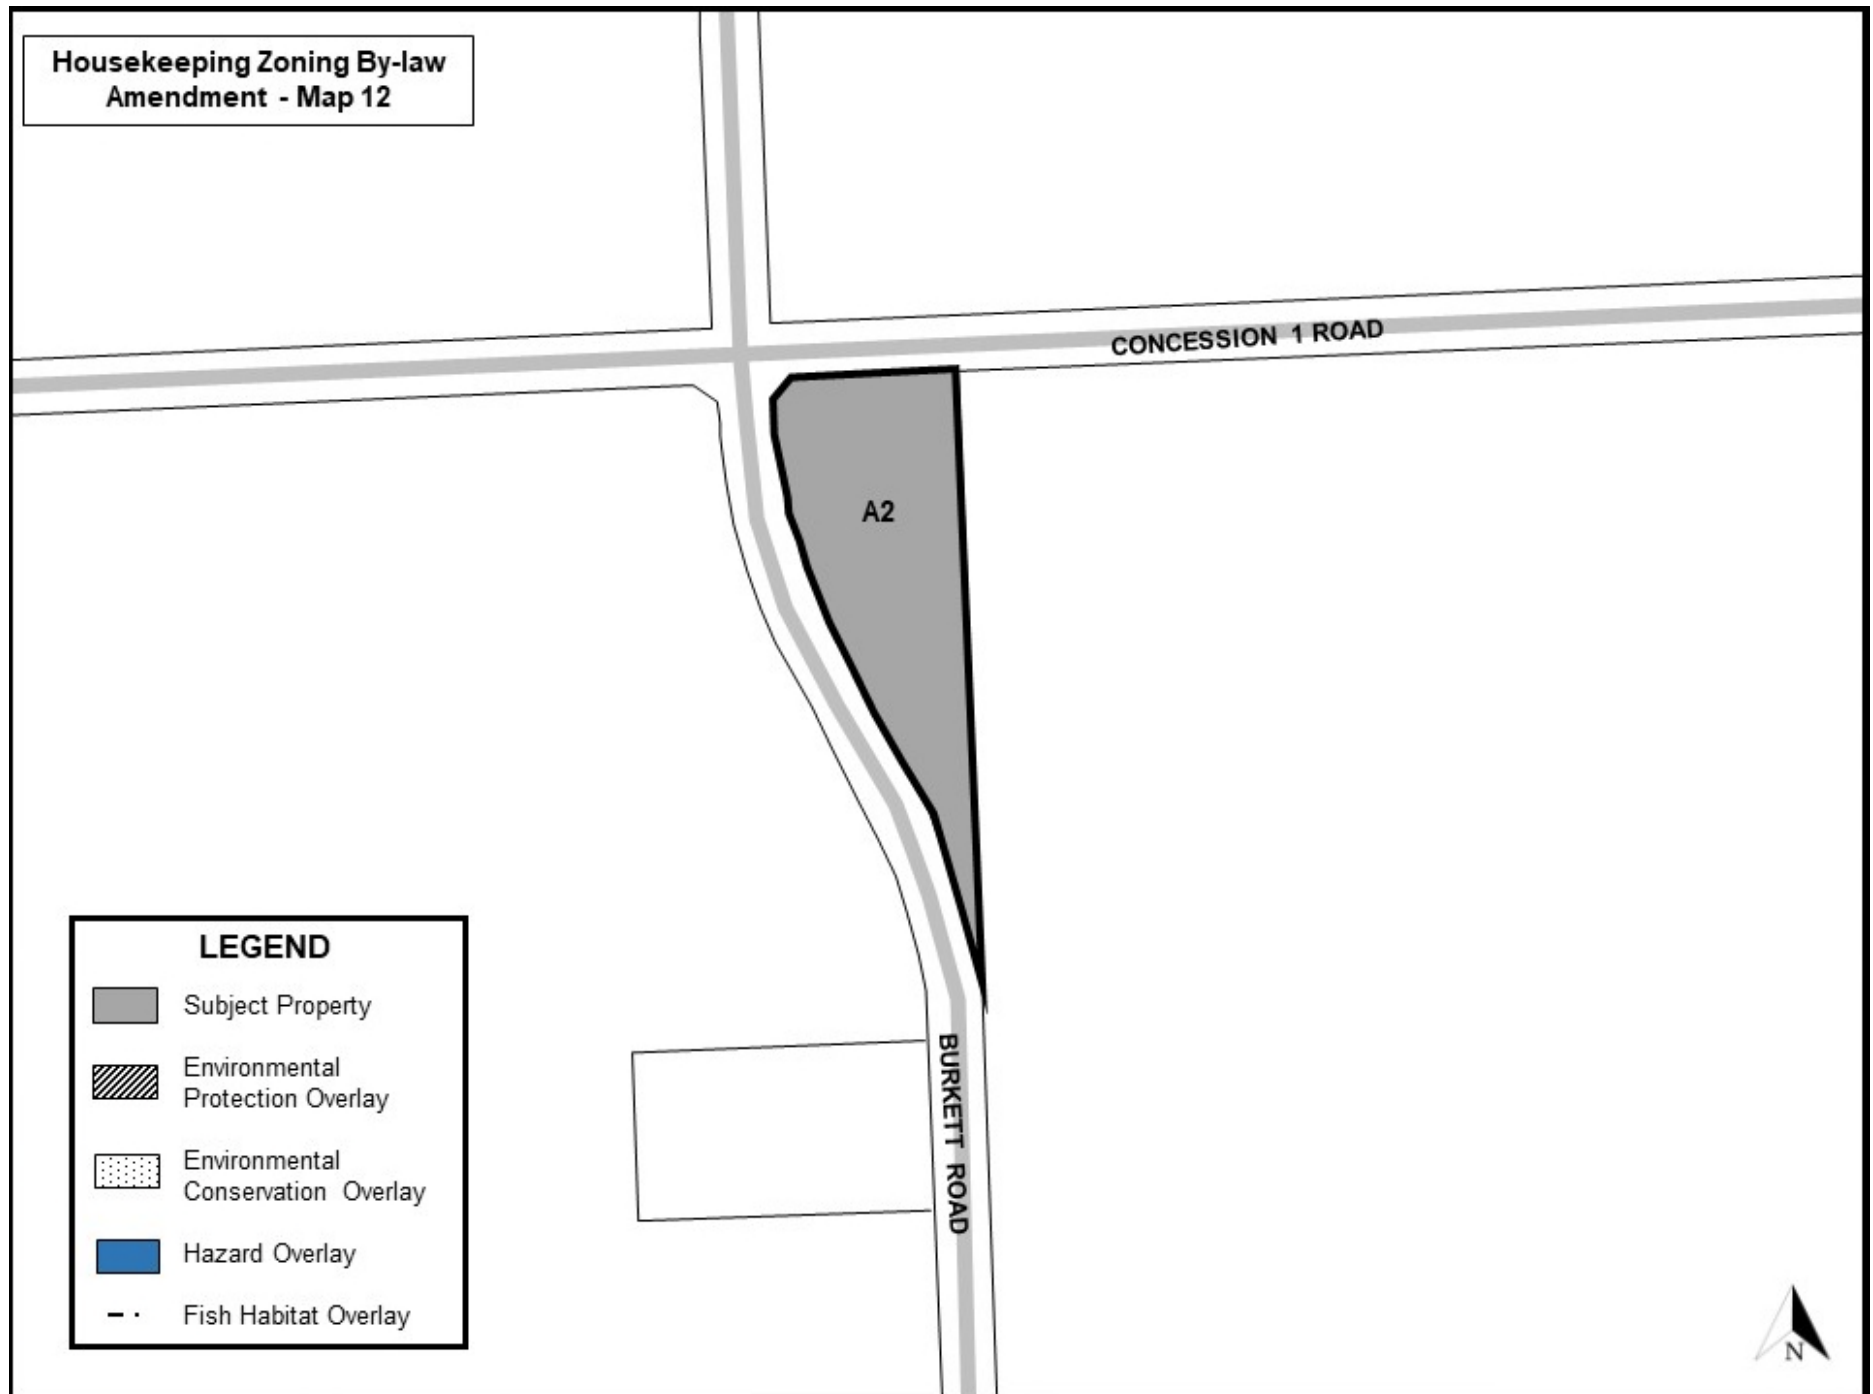 Housekeeping Zoning By-law
Amendment - Map 12
CONCESSION 1 ROAD
A2
BURKETT ROAD
LEGEND
Subject Property
Environmental
Protection Overlay
Environmental
Conservation Overlay
Hazard Overlay
Fish Habitat Overlay
N